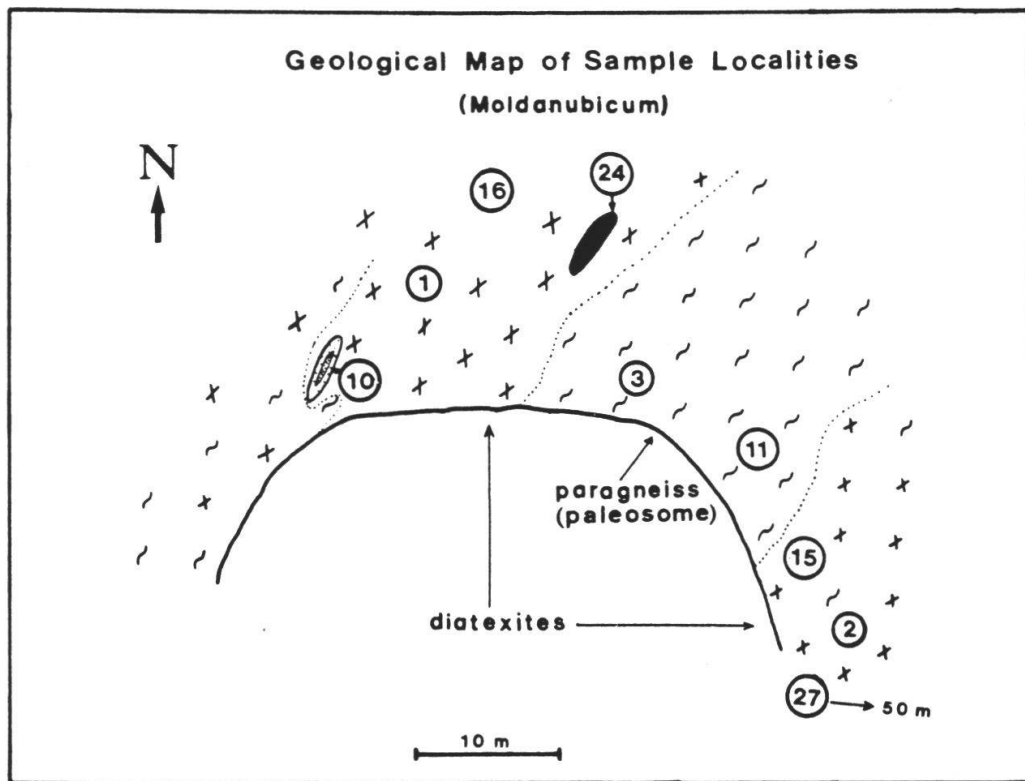 Geological Map of Sample Localities
(Moldanubicum)
N
24
16
1
10
3
11
paragneiss
(paleosome)
15
diatexites
2
27
50 m
10 m